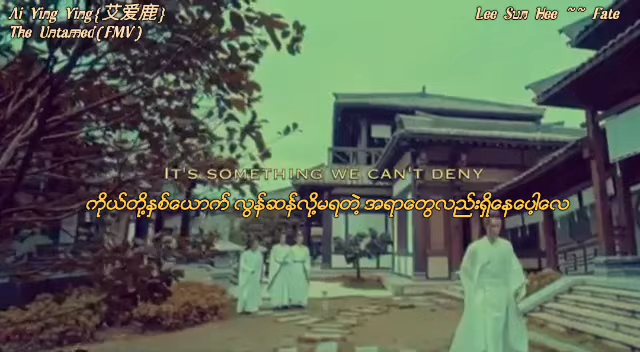 Ai Ying Ying{艾爱鹿}
The Untamed(FMV)
Lee Sun Hee ~~ Fate
IT'S SOMETHING WE CAN'T DENY
ကိုယ်တို့နှစ်ယောက် လွန်ဆန်လို့မရတဲ့ အရာတွေလည်းရှိနေပေါ့လေ